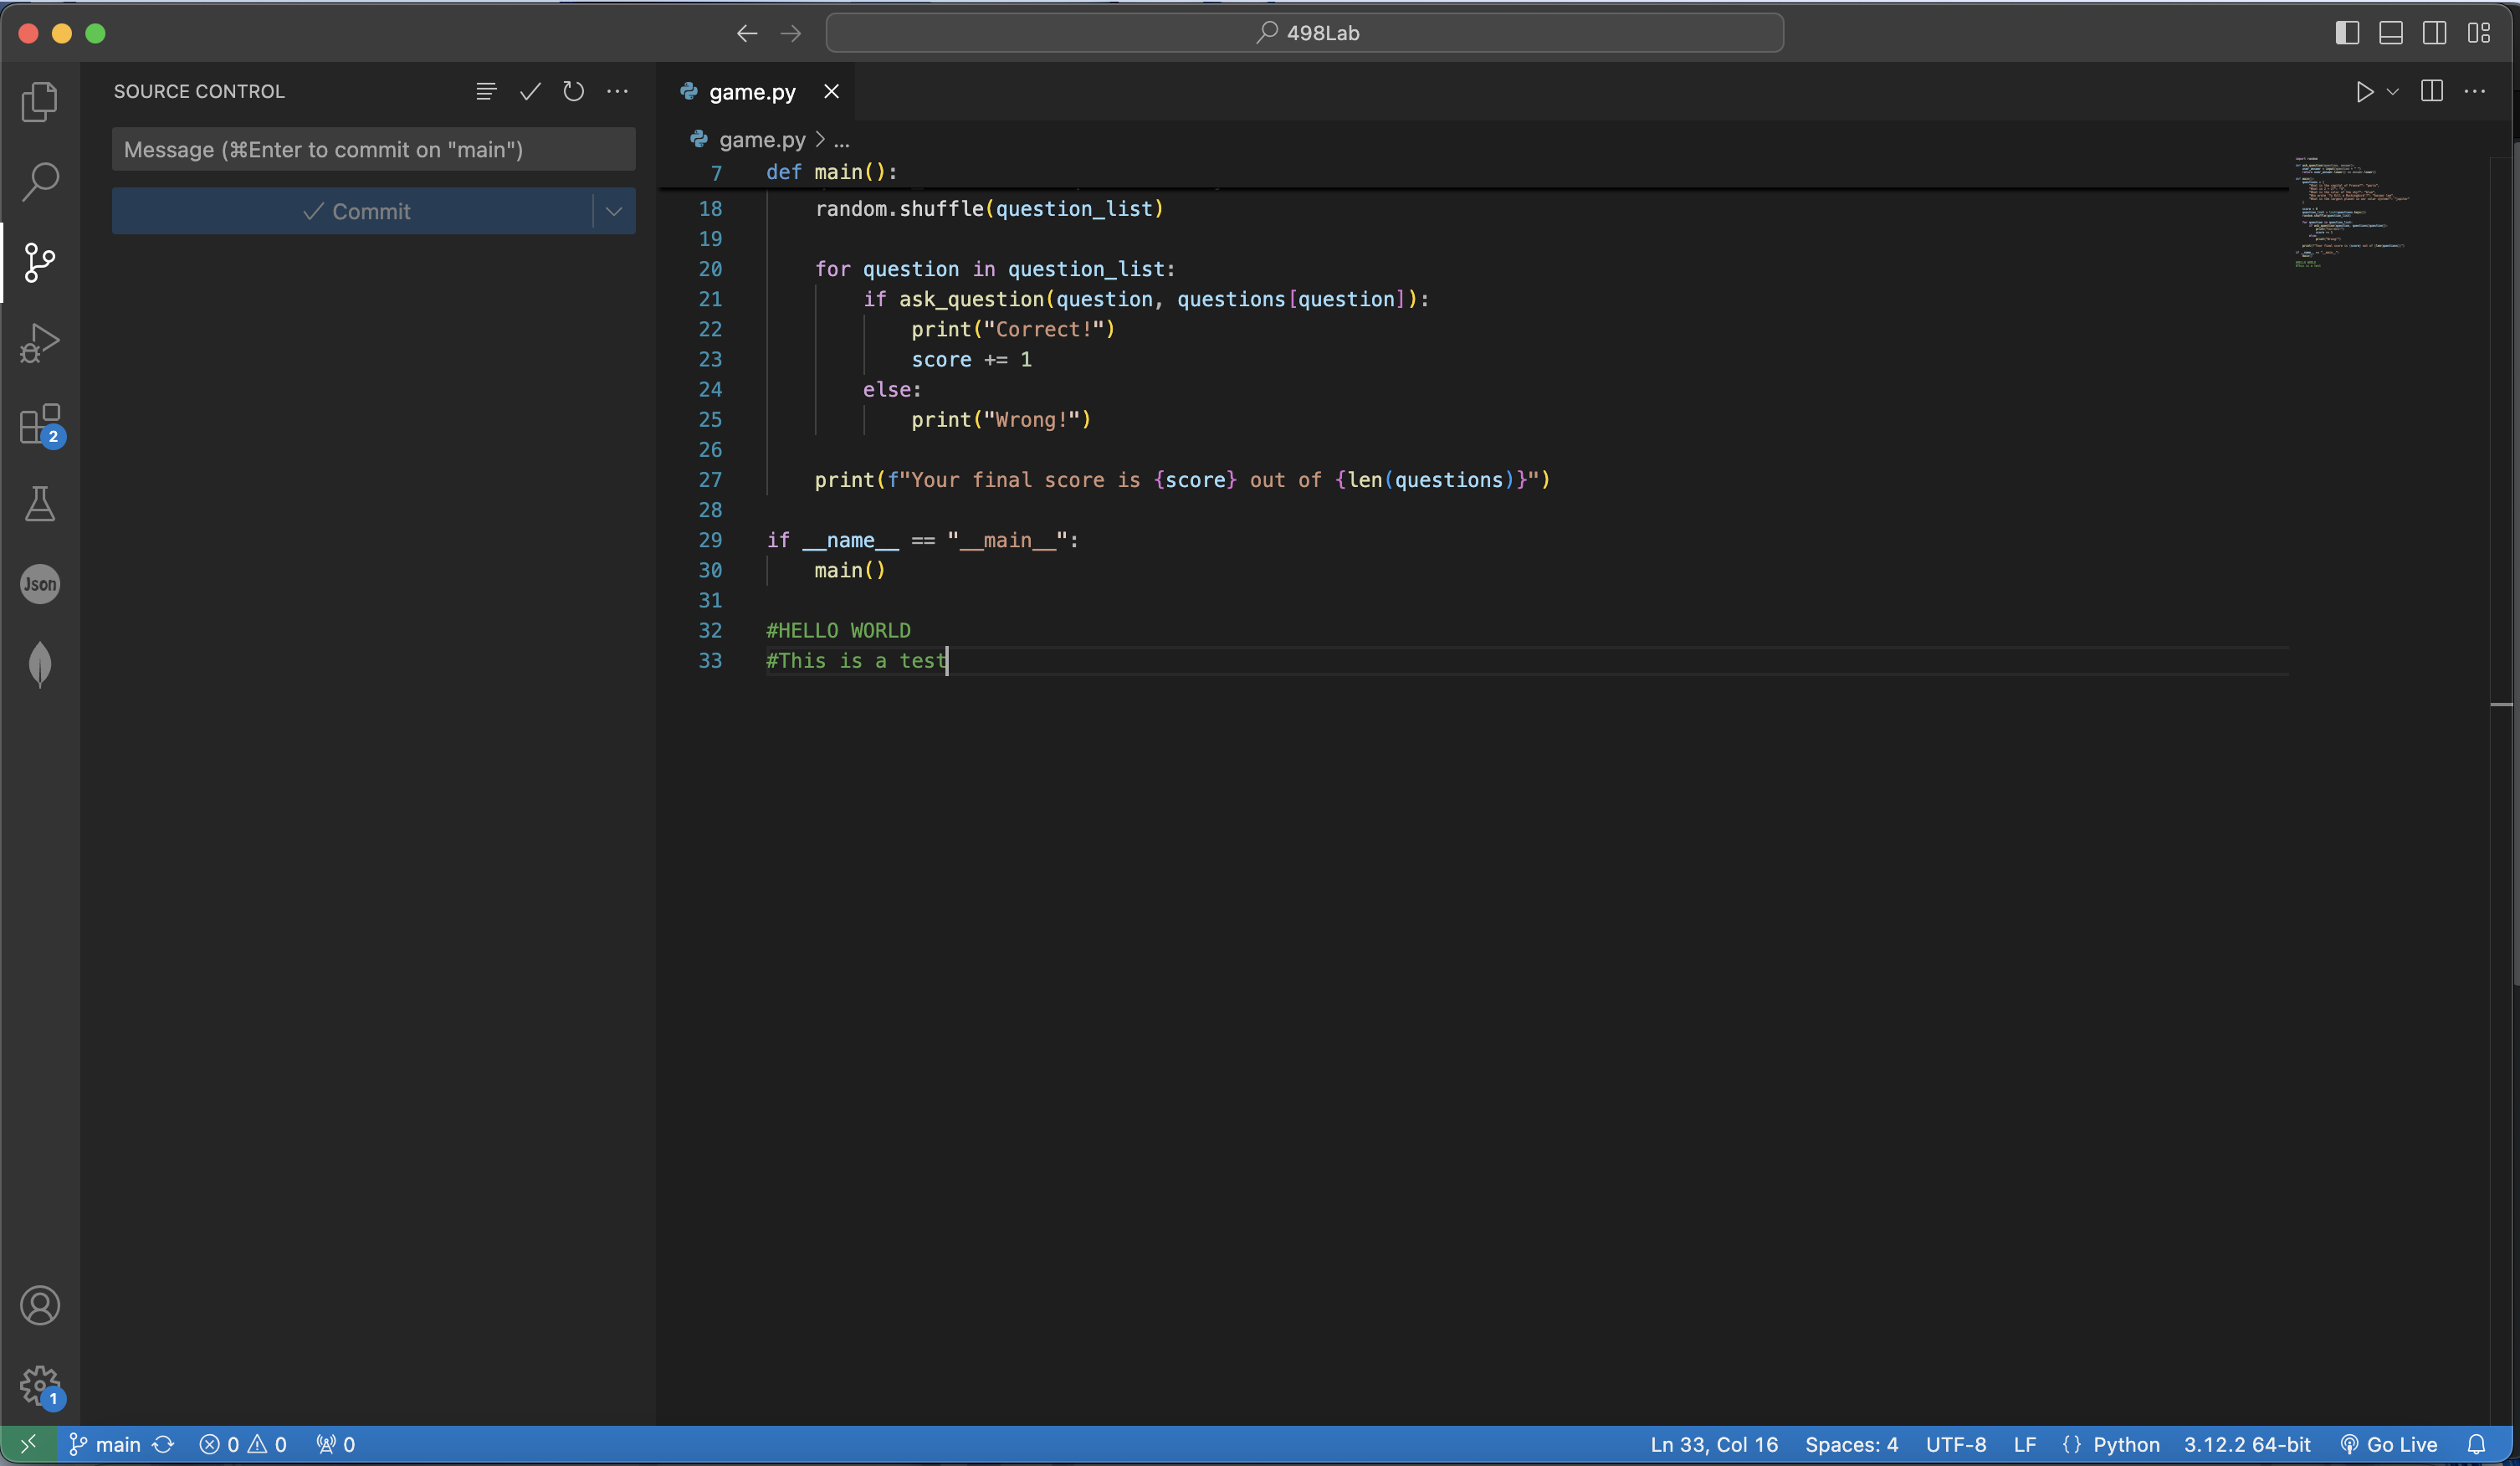 498Lab
SOURCE CONTROL
Message (⌘Enter to commit on "main")
Commit
2
Json
1
game.py
game.py > ...
7 def main():
18 random.shuffle(question_list)
19
20 for question in question_list:
21 if ask_question(question, questions[question]):
22 print("Correct!")
23 score += 1
24 else:
25 print("Wrong!")
26
27 print(f"Your final score is {score} out of {len(questions)}")
28
29 if __name__ == "__main__":
30 main()
31
32 #HELLO WORLD
33 #This is a test
main 0 0 0 Ln 33, Col 16 Spaces: 4 UTF-8 LF {} Python 3.12.2 64-bit Go Live